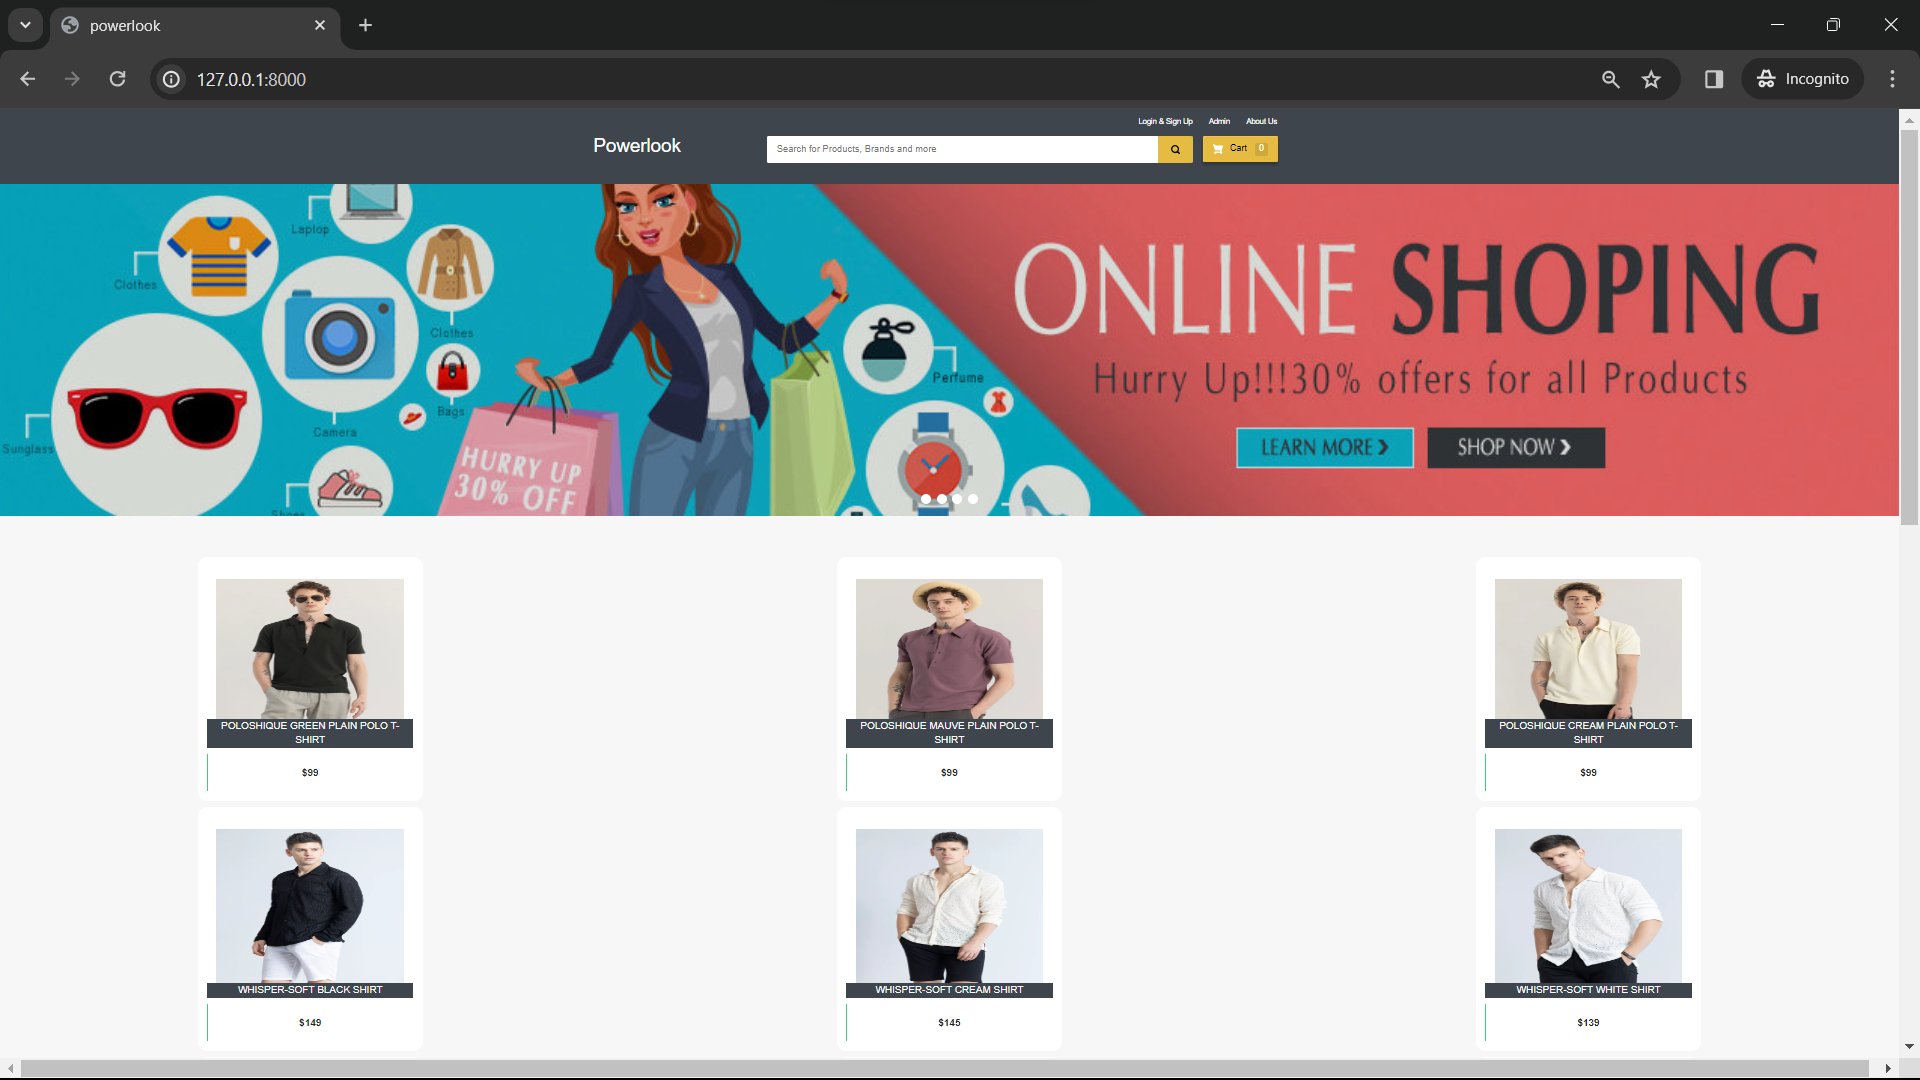 powerlook
127.0.0.1:8000
Incognito
Login & Sign Up Admin About Us
Powerlook
Search for Products, Brands and more
Cart 0
Laptop
Clothes
Clothes
Bags
Camera
Sunglass
Shoes
Perfume
HURRY UP
30% OFF
ONLINE SHOPING
Hurry Up!!!30% offers for all Products
LEARN MORE ❯ SHOP NOW ❯
POLOSHIQUE GREEN PLAIN POLO T-
SHIRT
$99
POLOSHIQUE MAUVE PLAIN POLO T-
SHIRT
$99
POLOSHIQUE CREAM PLAIN POLO T-
SHIRT
$99
WHISPER-SOFT BLACK SHIRT
$149
WHISPER-SOFT CREAM SHIRT
$145
WHISPER-SOFT WHITE SHIRT
$139